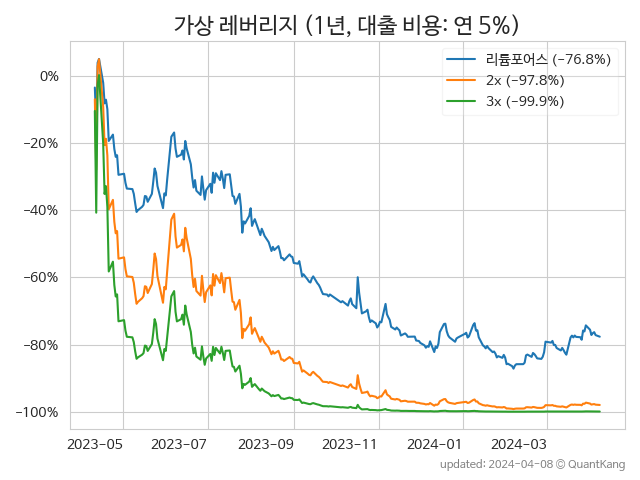 가상 레버리지 (1년, 대출 비용: 연 5%)
리튬포어스 (−76.8%)
2x (−97.8%)
3x (−99.9%)
0%
−20%
−40%
−60%
−80%
−100%
2023-05 2023-07 2023-09 2023-11 2024-01 2024-03
updated: 2024-04-08 © QuantKang